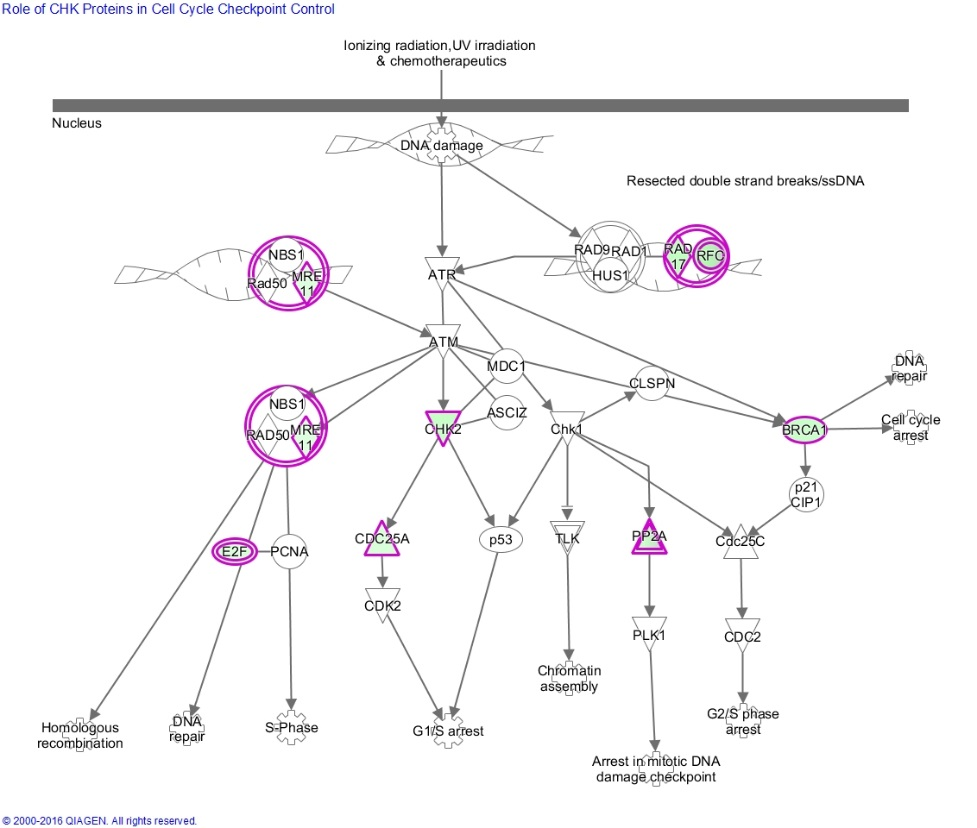 Role of CHK Proteins in Cell Cycle Checkpoint Control
Ionizing radiation,UV irradiation
& chemotherapeutics
Nucleus
DNA damage
Resected double strand breaks/ssDNA
NBS1
Rad50
MRE
11
ATR
RAD9
RAD1
HUS1
RAD
17
RFC
ATM
MDC1
CLSPN
DNA
repair
NBS1
RAD50
MRE
11
CHK2
ASCIZ
Chk1
BRCA1
Cell cycle
arrest
p21
CIP1
E2F
PCNA
CDC25A
p53
TLK
PP2A
Cdc25C
CDK2
PLK1
CDC2
Chromatin
assembly
Homologous
recombination
DNA
repair
S-Phase
G1/S arrest
G2/S phase
arrest
Arrest in mitotic DNA
damage checkpoint
© 2000-2016 QIAGEN. All rights reserved.